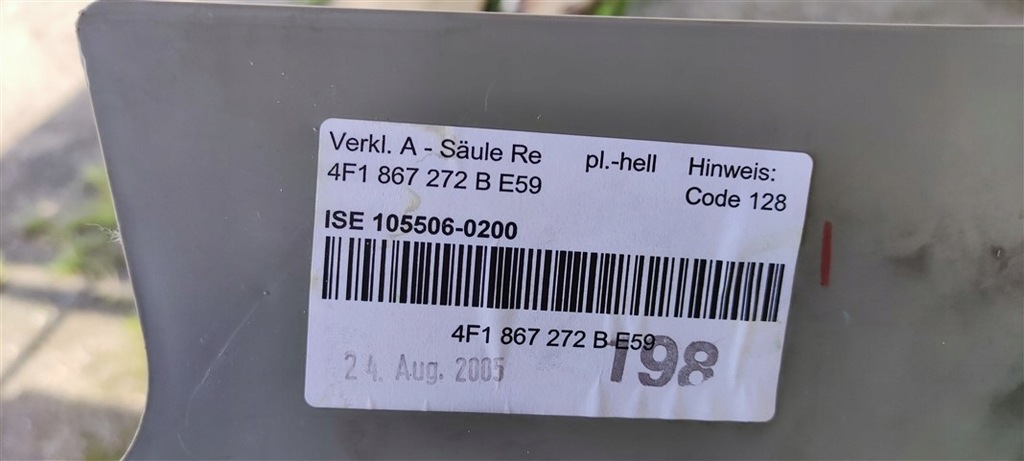 Verkl. A - Säule Re pl.-hell Hinweis:
4F1 867 272 B E59 Code 128
ISE 105506-0200
4F1 867 272 B E59
24. Aug. 2005 198